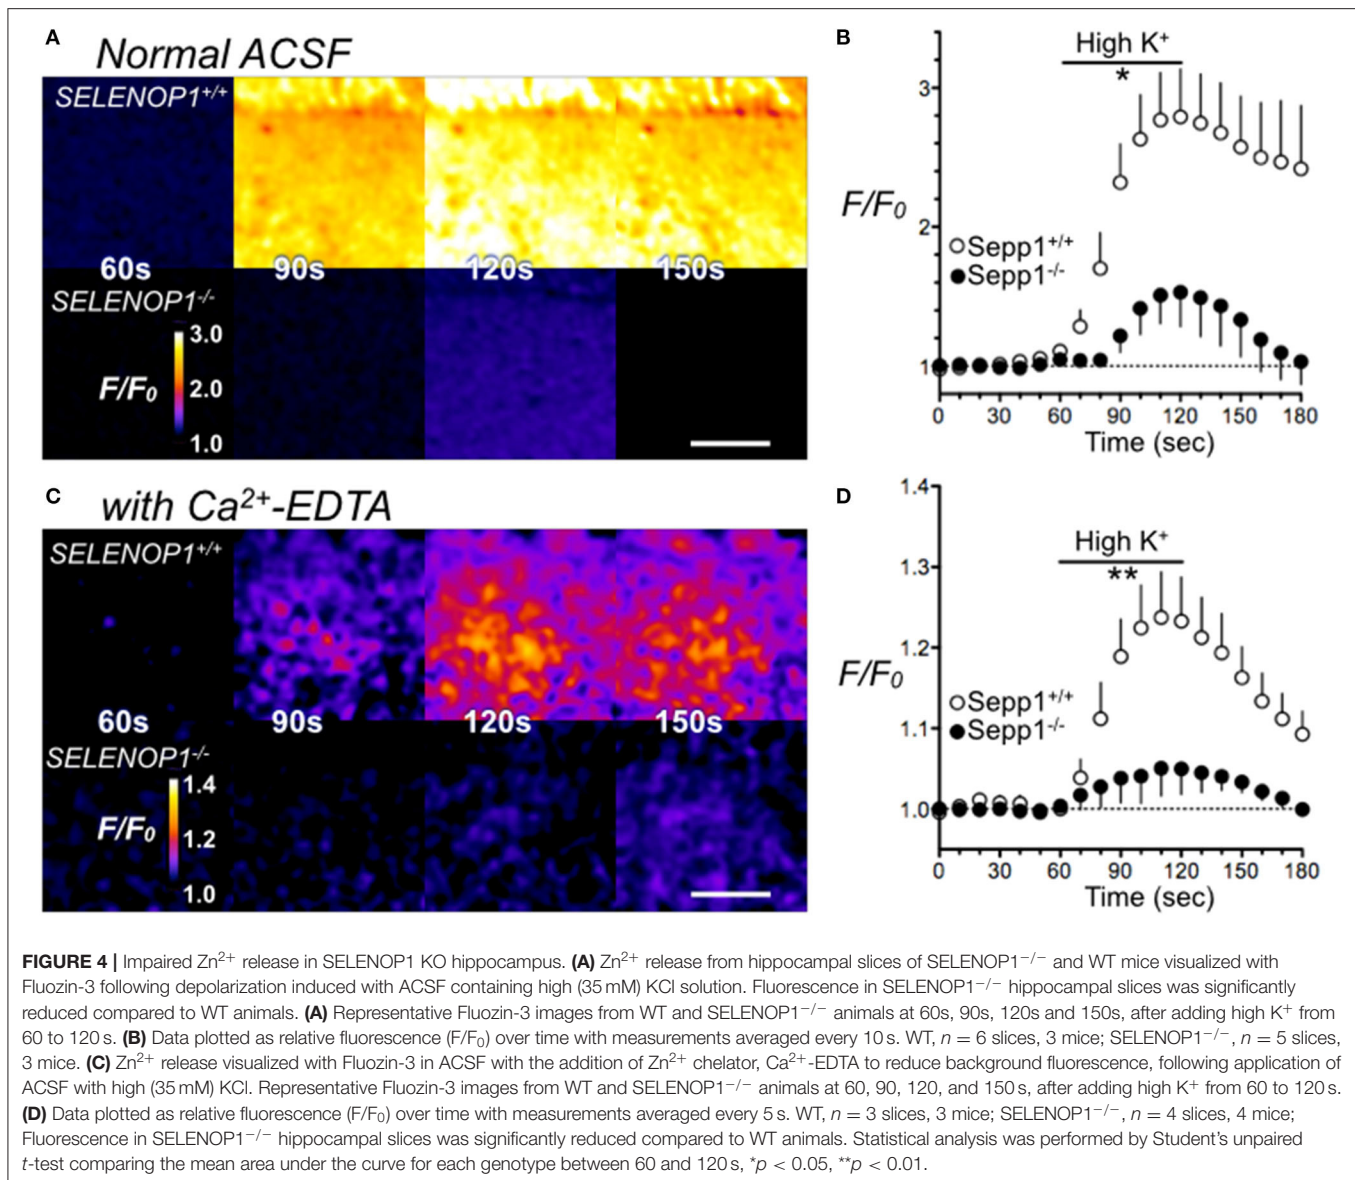 A
Normal ACSF
SELENOP1+/+
60s 90s 120s 150s
SELENOP1-/-
3.0
F/F0 2.0
1.0
B
High K+
*
3
F/F0
2
Sepp1+/+
Sepp1-/-
1
0 30 60 90 120 150 180
Time (sec)
C
with Ca2+-EDTA
SELENOP1+/+
60s 90s 120s 150s
SELENOP1-/-
1.4
F/F0 1.2
1.0
D
1.4
High K+
1.3
**
1.2
F/F0
Sepp1+/+
1.1
Sepp1-/-
1.0
0 30 60 90 120 150 180
Time (sec)
FIGURE 4 | Impaired Zn2+ release in SELENOP1 KO hippocampus. (A) Zn2+ release from hippocampal slices of SELENOP1−/− and WT mice visualized with
Fluozin-3 following depolarization induced with ACSF containing high (35 mM) KCl solution. Fluorescence in SELENOP1−/− hippocampal slices was significantly
reduced compared to WT animals. (A) Representative Fluozin-3 images from WT and SELENOP1−/− animals at 60s, 90s, 120s and 150s, after adding high K+ from
60 to 120 s. (B) Data plotted as relative fluorescence (F/F0) over time with measurements averaged every 10 s. WT, n = 6 slices, 3 mice; SELENOP1−/−, n = 5 slices,
3 mice. (C) Zn2+ release visualized with Fluozin-3 in ACSF with the addition of Zn2+ chelator, Ca2+-EDTA to reduce background fluorescence, following application of
ACSF with high (35 mM) KCl. Representative Fluozin-3 images from WT and SELENOP1−/− animals at 60, 90, 120, and 150 s, after adding high K+ from 60 to 120 s.
(D) Data plotted as relative fluorescence (F/F0) over time with measurements averaged every 5 s. WT, n = 3 slices, 3 mice; SELENOP1−/−, n = 4 slices, 4 mice;
Fluorescence in SELENOP1−/− hippocampal slices was significantly reduced compared to WT animals. Statistical analysis was performed by Student's unpaired
t-test comparing the mean area under the curve for each genotype between 60 and 120 s, *p < 0.05, **p < 0.01.